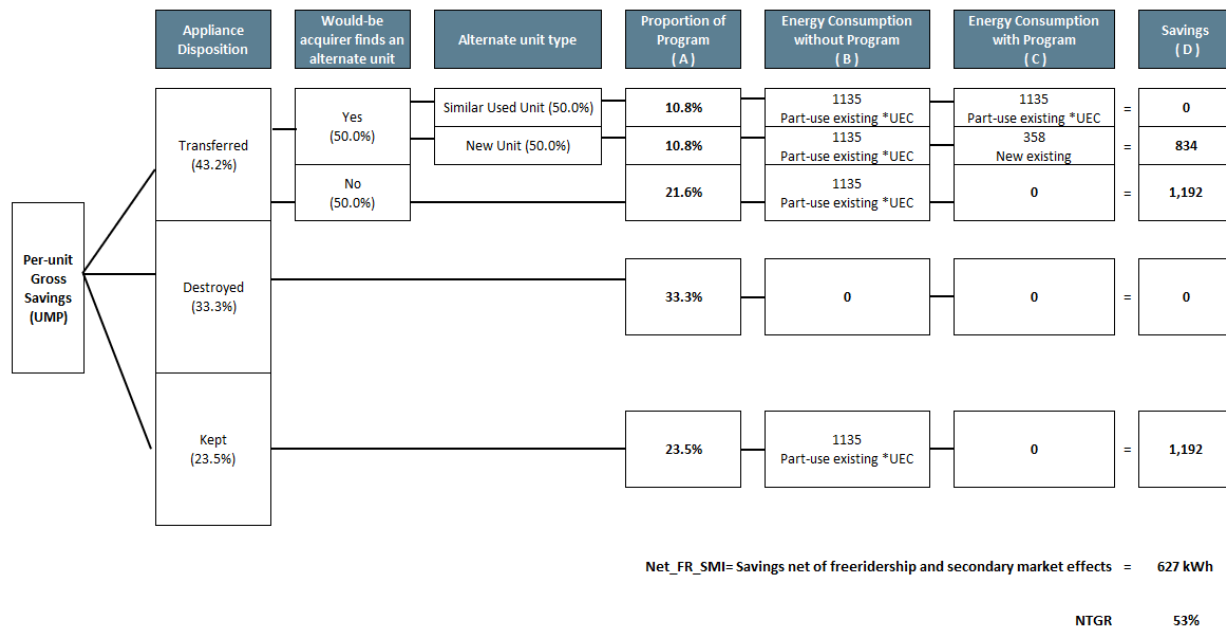 Appliance
Disposition
Would-be
acquirer finds an
alternate unit
Alternate unit type
Proportion of
Program
( A )
Energy Consumption
without Program
( B )
Energy Consumption
with Program
( C )
Savings
( D )
Per-unit
Gross
Savings
(UMP)
Transferred
(43.2%)
Yes
(50.0%)
Similar Used Unit (50.0%)
10.8%
1135
Part-use existing *UEC
1135
Part-use existing *UEC
=
0
New Unit (50.0%)
10.8%
1135
Part-use existing *UEC
358
New existing
=
834
No
(50.0%)
21.6%
1135
Part-use existing *UEC
0
=
1,192
Destroyed
(33.3%)
33.3%
0
0
=
0
Kept
(23.5%)
23.5%
1135
Part-use existing *UEC
0
=
1,192
Net_FR_SMI= Savings net of freeridership and secondary market effects = 627 kWh
NTGR 53%